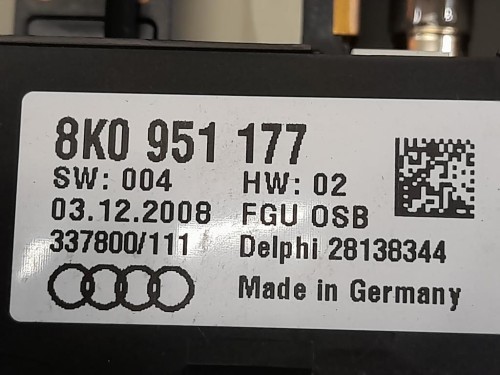 8K0 951 177
SW: 004 HW: 02
03.12.2008 FGU OSB
337800/111 Delphi 28138344
Made in Germany